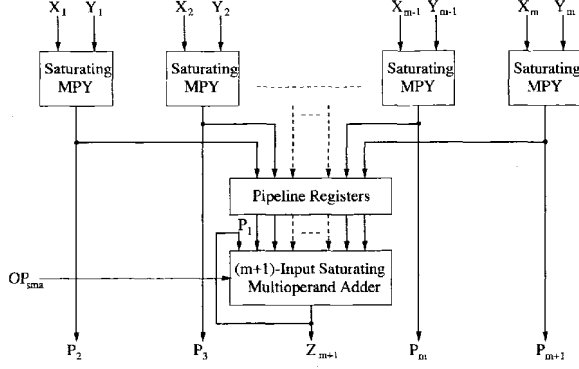 X1 Y1 X2 Y2 Xm-1 Ym-1 Xm Ym
Saturating MPY
Saturating MPY
Saturating MPY
Saturating MPY
Pipeline Registers
P1
(m+1)-Input Saturating
Multioperand Adder
OPsma
P2 P3 Zm+1 Pm Pm+1